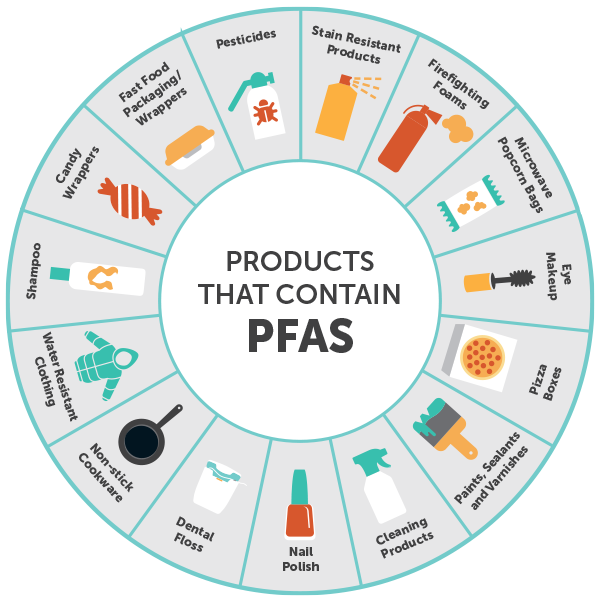 PRODUCTS
THAT CONTAIN
PFAS
Pesticides
Stain Resistant
Products
Firefighting
Foams
Microwave
Popcorn Bags
Eye
Makeup
Pizza
Boxes
Paints, Sealants
and Varnishes
Cleaning
Products
Nail
Polish
Dental
Floss
Non-stick
Cookware
Water Resistant
Clothing
Shampoo
Candy
Wrappers
Fast Food
Packaging/
Wrappers